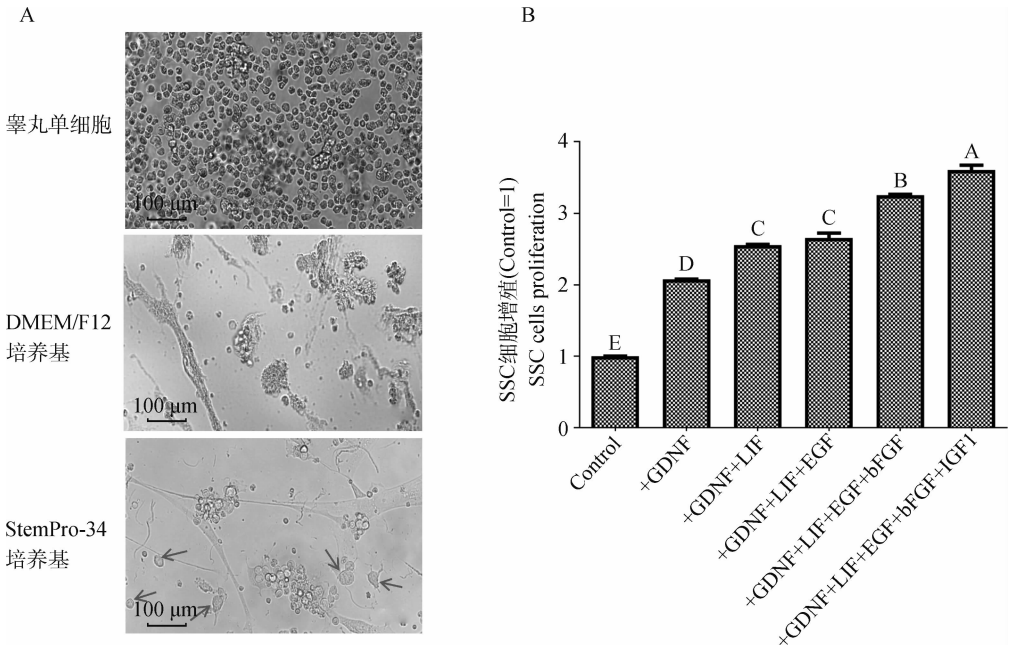 A
睾丸单细胞
100 μm
DMEM/F12
培养基
100 μm
StemPro-34
培养基
100 μm
B
SSC细胞增殖(Control=1)
SSC cells proliferation
4
3
2
1
0
E
D
C
C
B
A
Control
+GDNF
+GDNF+LIF
+GDNF+LIF+EGF
+GDNF+LIF+EGF+bFGF
+GDNF+LIF+EGF+bFGF+IGF1